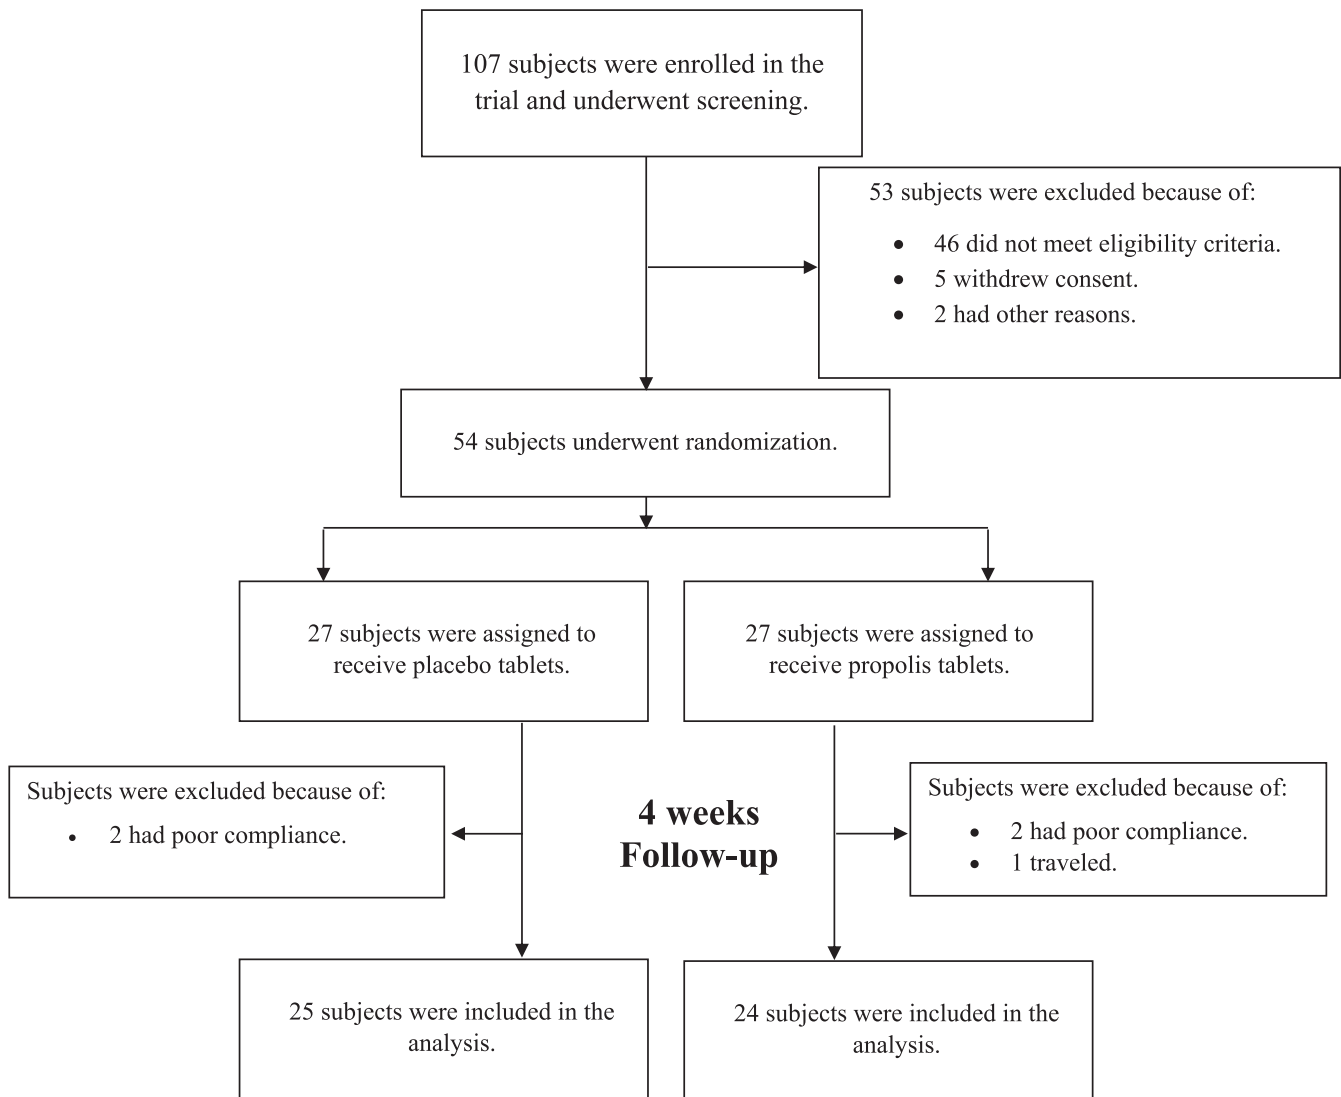 107 subjects were enrolled in the
trial and underwent screening.
53 subjects were excluded because of:
• 46 did not meet eligibility criteria.
• 5 withdrew consent.
• 2 had other reasons.
54 subjects underwent randomization.
27 subjects were assigned to
receive placebo tablets.
27 subjects were assigned to
receive propolis tablets.
Subjects were excluded because of:
• 2 had poor compliance.
4 weeks
Follow-up
Subjects were excluded because of:
• 2 had poor compliance.
• 1 traveled.
25 subjects were included in the
analysis.
24 subjects were included in the
analysis.